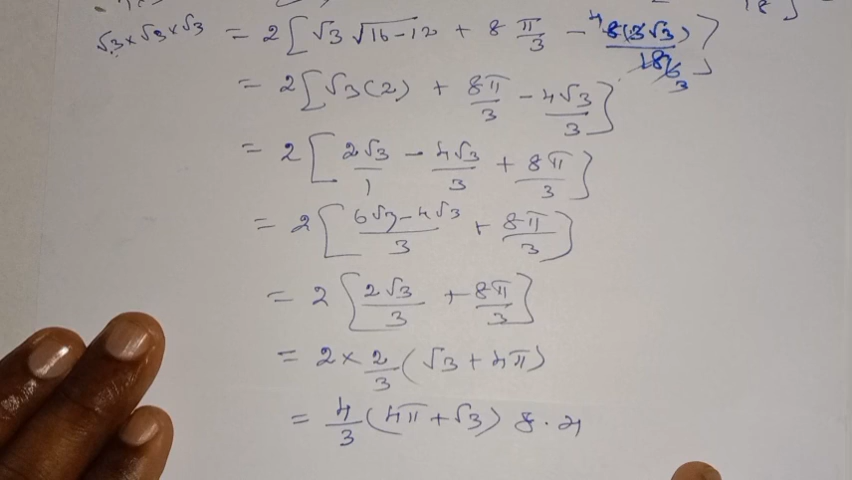 √3×√3×√3 = 2[√3 √16-12 + 8 π/3 - 8(3√3)/18]
= 2[√3(2) + 8π/3 - 4√3/3]
= 2[2√3/1 - 4√3/3 + 8π/3]
= 2[6√3-4√3/3 + 8π/3]
= 2[2√3/3 + 8π/3]
= 2×2/3(√3+4π)
= 4/3(4π+√3) 8.4